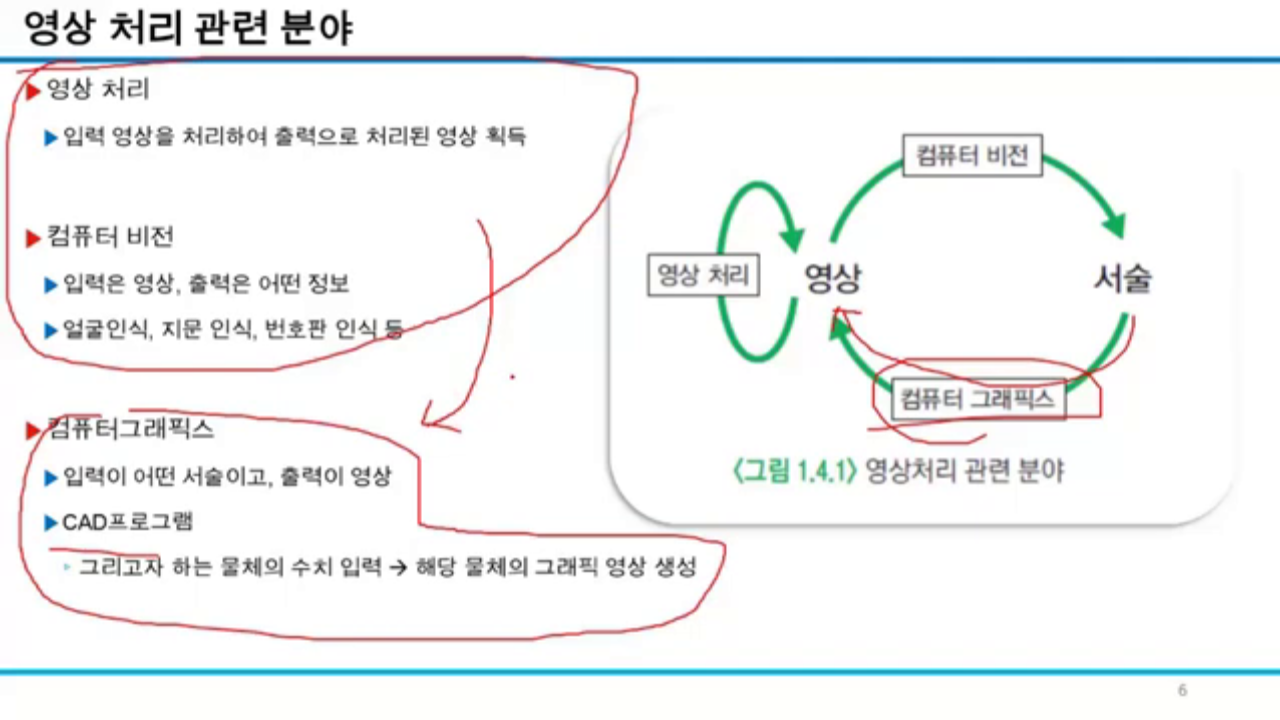 영상 처리 관련 분야
영상 처리
입력 영상을 처리하여 출력으로 처리된 영상 획득
컴퓨터 비전
입력은 영상, 출력은 어떤 정보
얼굴인식, 지문 인식, 번호판 인식 등
컴퓨터그래픽스
입력이 어떤 서술이고, 출력이 영상
CAD프로그램
그리고자 하는 물체의 수치 입력 → 해당 물체의 그래픽 영상 생성
컴퓨터 비전
영상 처리
영상
서술
컴퓨터 그래픽스
<그림 1.4.1> 영상처리 관련 분야
6